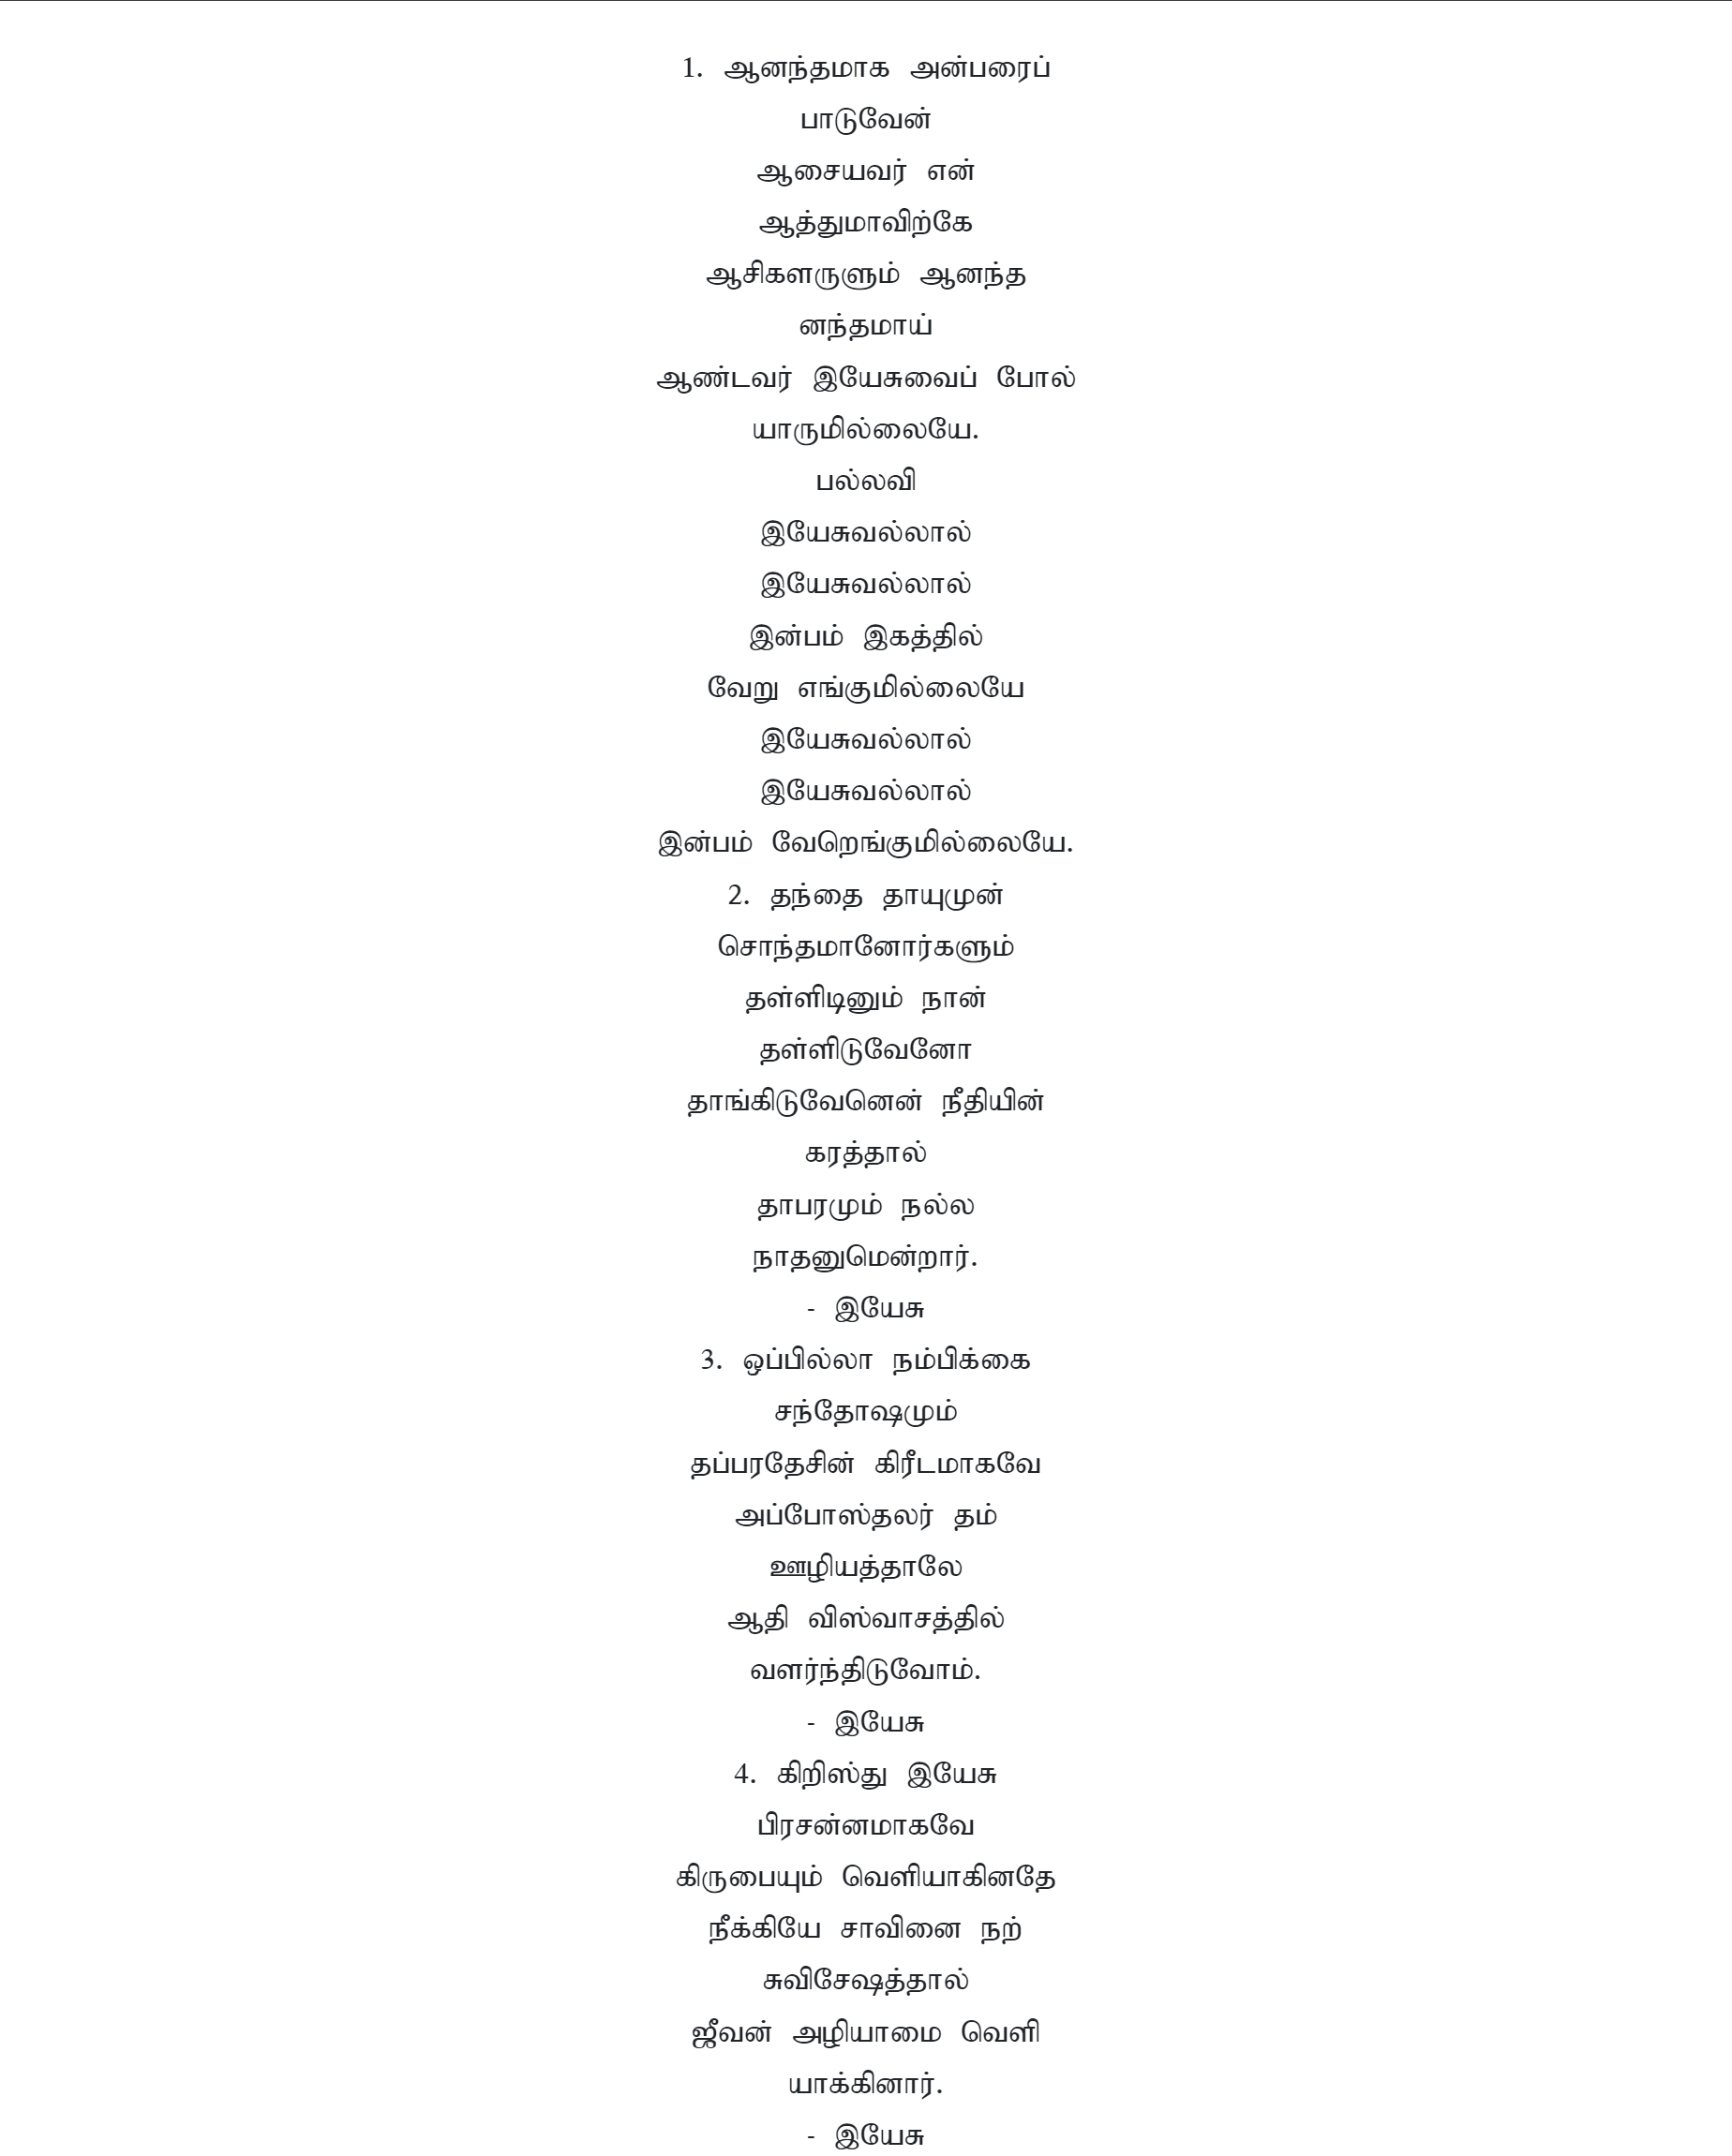 1. ஆனந்தமாக அன்பரைப்
பாடுவேன்
ஆசையவர் என்
ஆத்துமாவிற்கே
ஆசிகளருளும் ஆனந்த
னந்தமாய்
ஆண்டவர் இயேசுவைப் போல்
யாருமில்லையே.
பல்லவி
இயேசுவல்லால்
இயேசுவல்லால்
இன்பம் இகத்தில்
வேறு எங்குமில்லையே
இயேசுவல்லால்
இயேசுவல்லால்
இன்பம் வேறெங்குமில்லையே.
2. தந்தை தாயுமுன்
சொந்தமானோர்களும்
தள்ளிடினும் நான்
தள்ளிடுவேனோ
தாங்கிடுவேனென் நீதியின்
கரத்தால்
தாபரமும் நல்ல
நாதனுமென்றார்.
- இயேசு
3. ஒப்பில்லா நம்பிக்கை
சந்தோஷமும்
தப்பரதேசின் கிரீடமாகவே
அப்போஸ்தலர் தம்
ஊழியத்தாலே
ஆதி விஸ்வாசத்தில்
வளர்ந்திடுவோம்.
- இயேசு
4. கிறிஸ்து இயேசு
பிரசன்னமாகவே
கிருபையும் வெளியாகினதே
நீக்கியே சாவினை நற்
சுவிசேஷத்தால்
ஜீவன் அழியாமை வெளி
யாக்கினார்.
- இயேசு